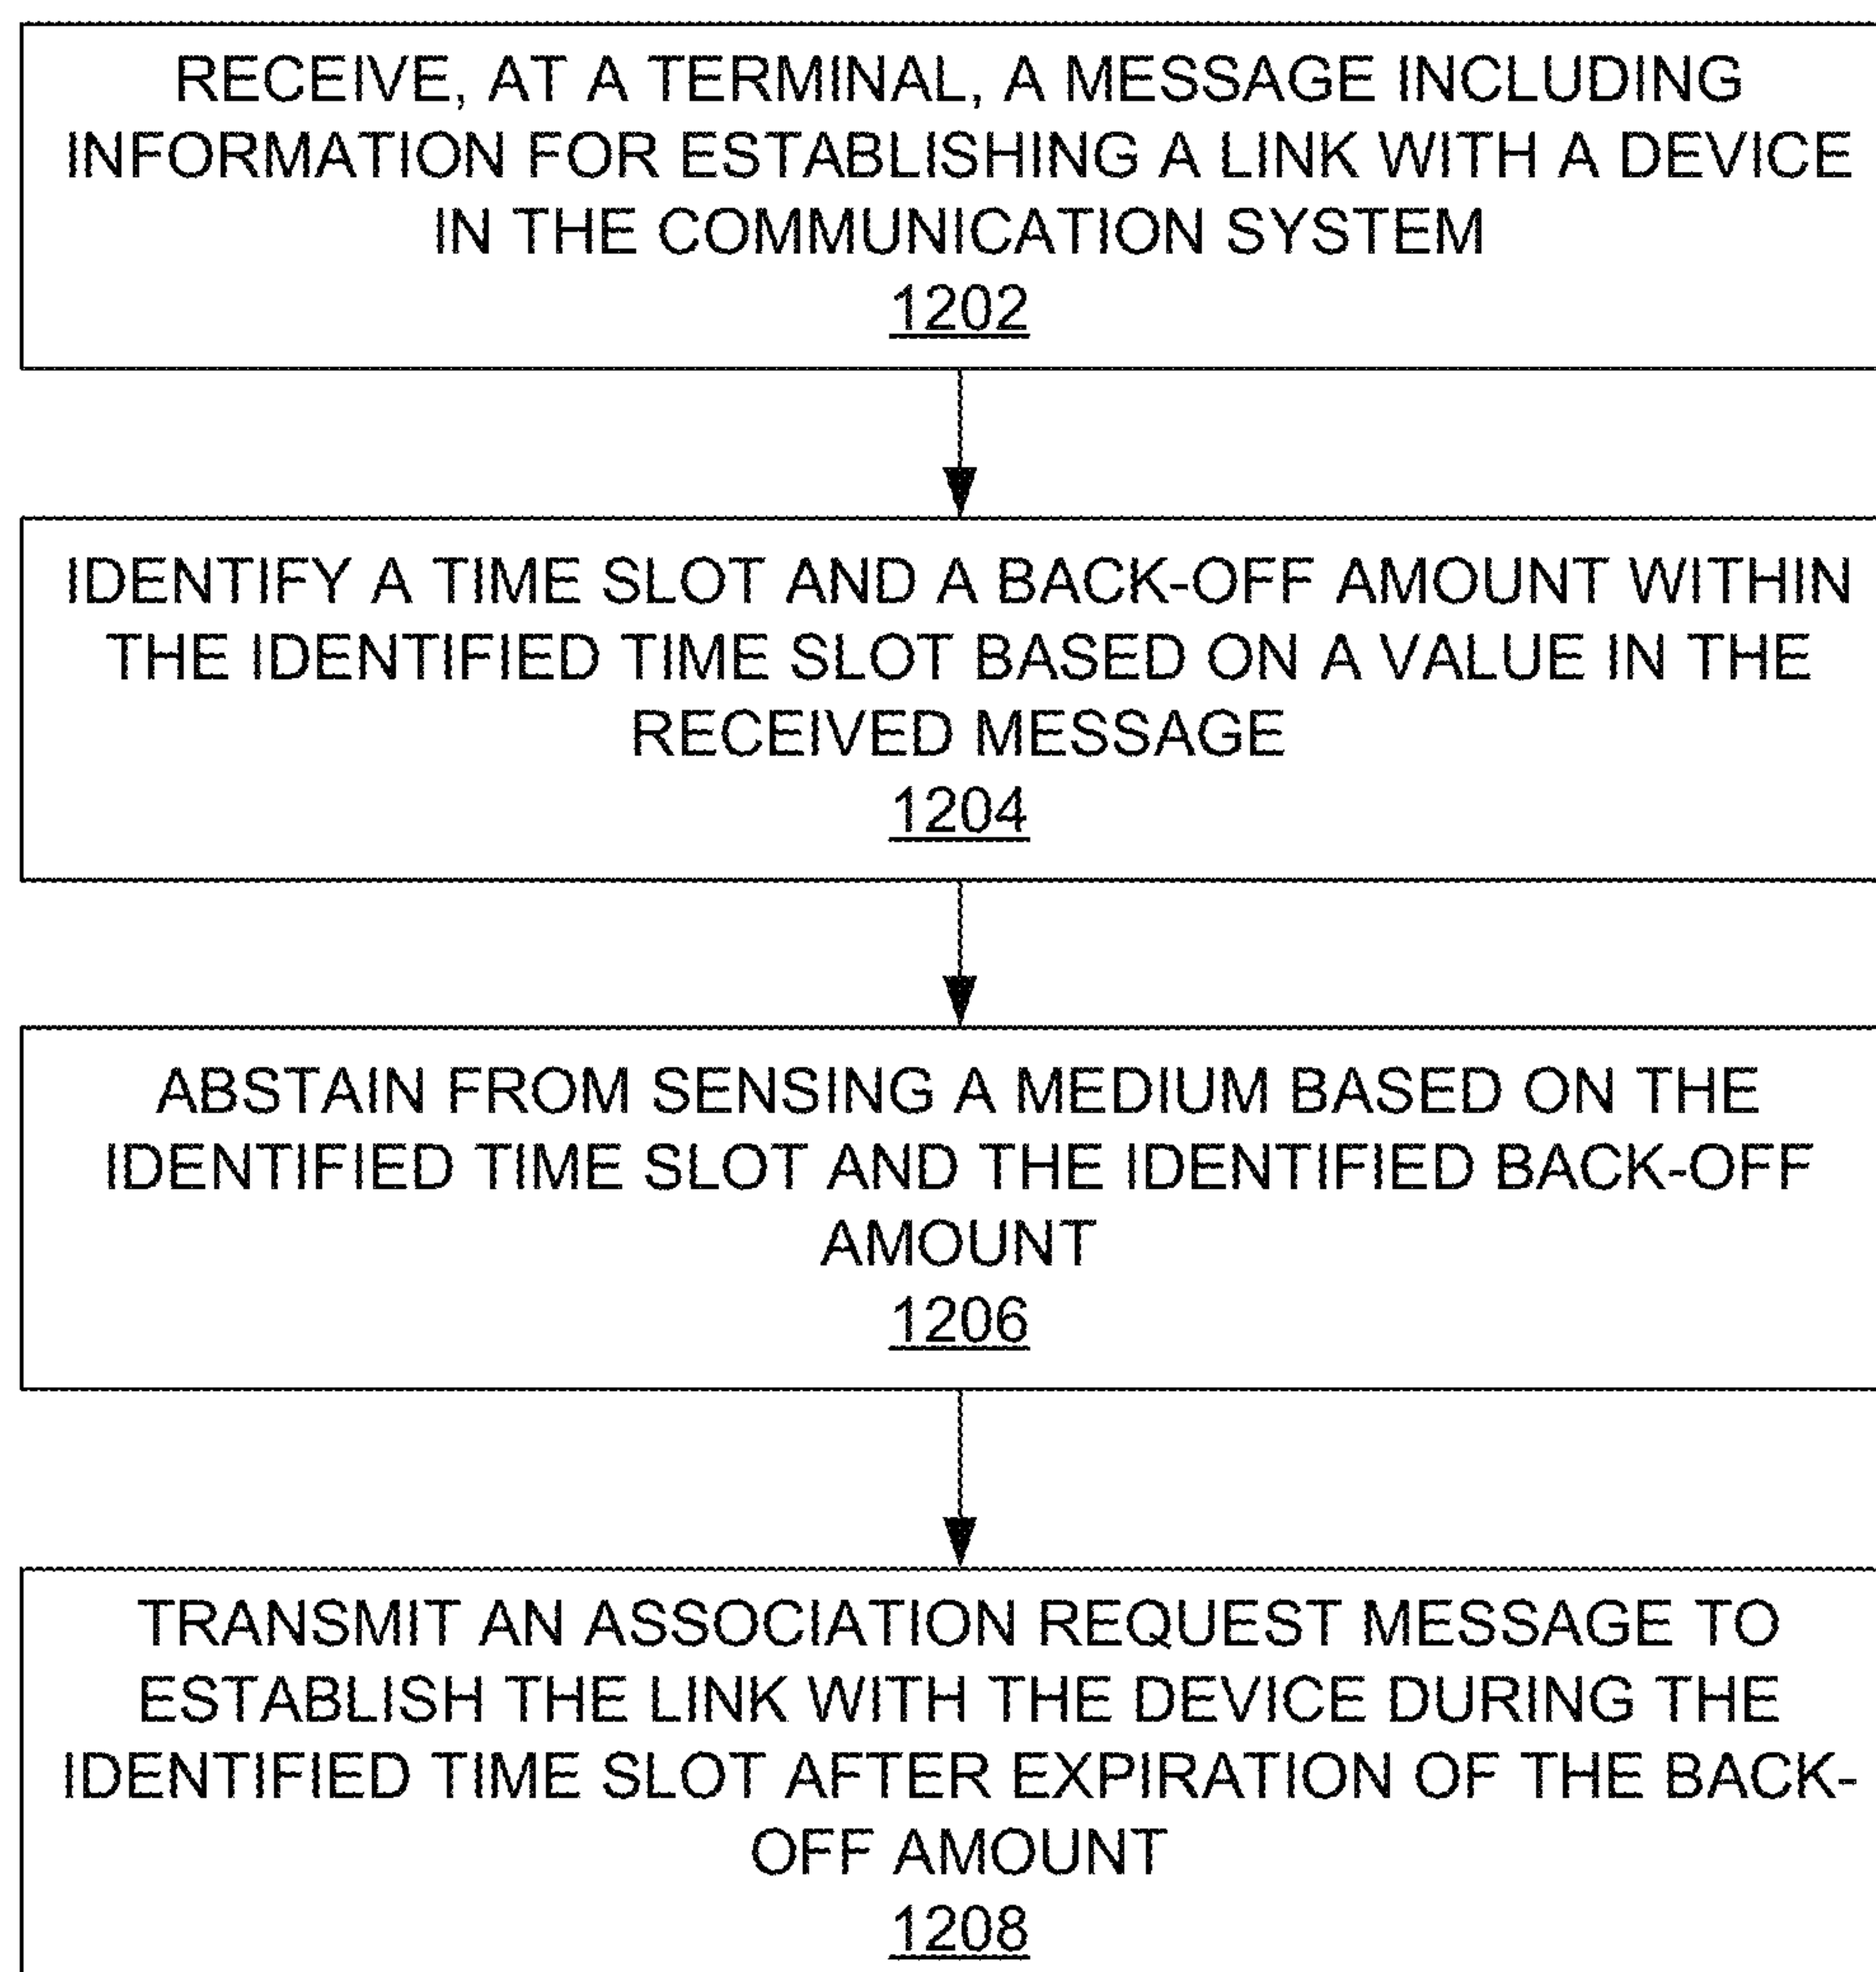 RECEIVE, AT A TERMINAL, A MESSAGE INCLUDING
INFORMATION FOR ESTABLISHING A LINK WITH A DEVICE
IN THE COMMUNICATION SYSTEM
1202
IDENTIFY A TIME SLOT AND A BACK-OFF AMOUNT WITHIN
THE IDENTIFIED TIME SLOT BASED ON A VALUE IN THE
RECEIVED MESSAGE
1204
ABSTAIN FROM SENSING A MEDIUM BASED ON THE
IDENTIFIED TIME SLOT AND THE IDENTIFIED BACK-OFF
AMOUNT
1206
TRANSMIT AN ASSOCIATION REQUEST MESSAGE TO
ESTABLISH THE LINK WITH THE DEVICE DURING THE
IDENTIFIED TIME SLOT AFTER EXPIRATION OF THE BACK-
OFF AMOUNT
1208